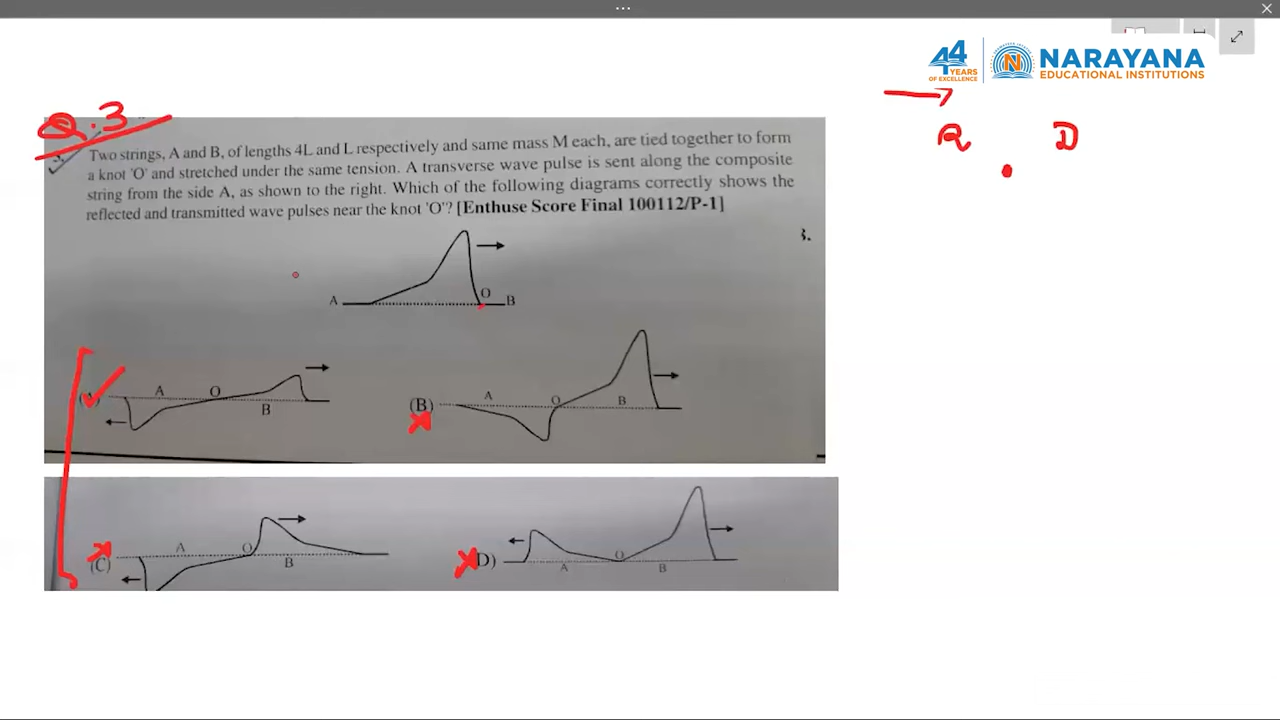 ...
44
YEARS
OF EXCELLENCE
N
NARAYANA
EDUCATIONAL INSTITUTIONS
R D
Q.3
Two strings, A and B, of lengths 4L and L respectively and same mass M each, are tied together to form
a knot 'O' and stretched under the same tension. A transverse wave pulse is sent along the composite
string from the side A, as shown to the right. Which of the following diagrams correctly shows the
reflected and transmitted wave pulses near the knot 'O'? [Enthuse Score Final 100112/P-1]
3.
A O B
A O B
(B) A O B
(C) A O B
D) A O B